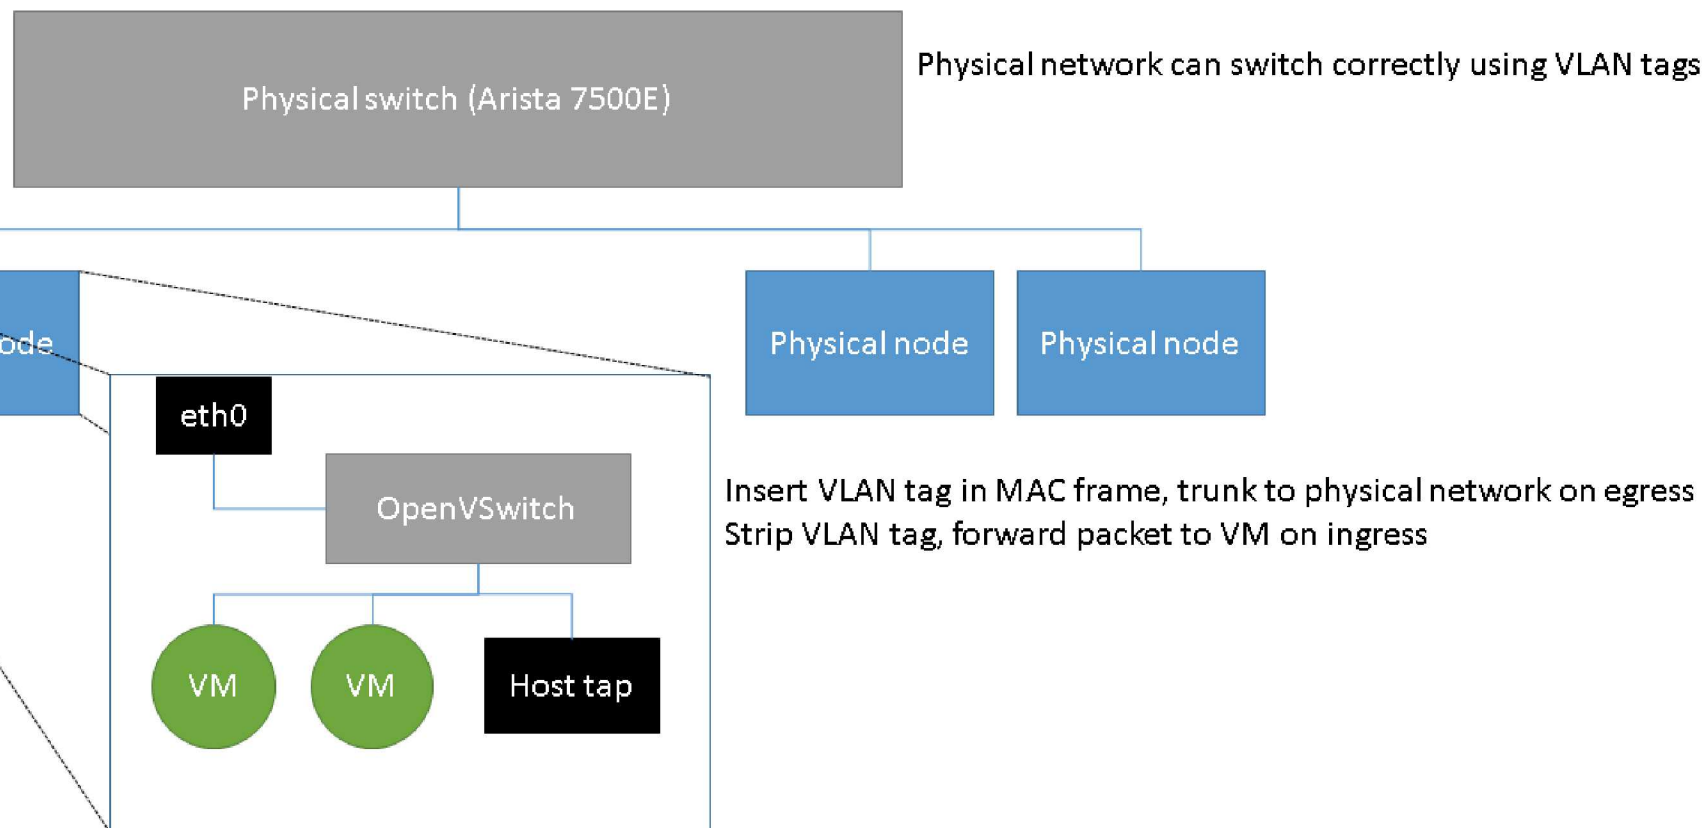 Physical network can switch correctly using VLAN tags
Physical switch (Arista 7500E)
ode
Physical node
Physical node
eth0
OpenVSwitch
Insert VLAN tag in MAC frame, trunk to physical network on egress
Strip VLAN tag, forward packet to VM on ingress
VM
VM
Host tap